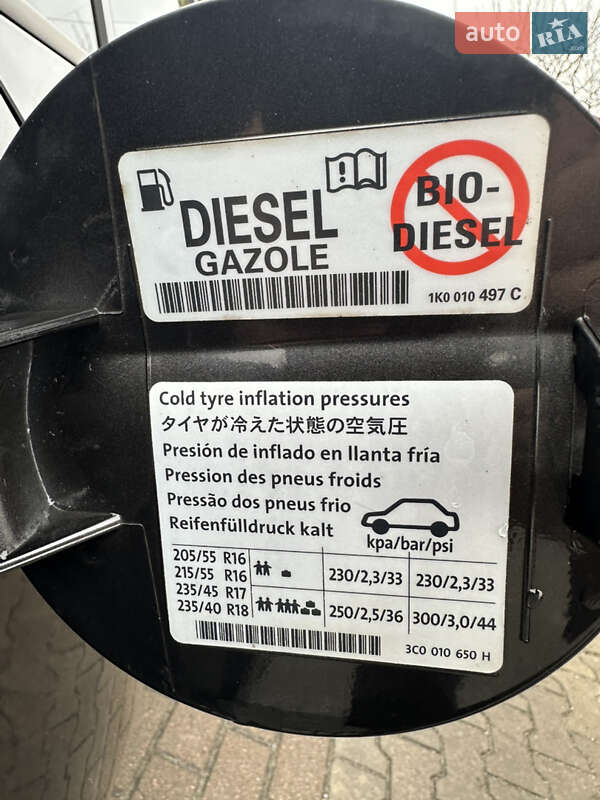 auto RIA
.com
DIESEL
GAZOLE
BIO-
DIESEL
1K0 010 497 C
Cold tyre inflation pressures
タイヤが冷えた状態の空気圧
Presión de inflado en llanta fría
Pression des pneus froids
Pressão dos pneus frio
Reifenfülldruck kalt
kpa/bar/psi
205/55 R16
215/55 R16
235/45 R17
235/40 R18
230/2,3/33 230/2,3/33
250/2,5/36 300/3,0/44
3C0 010 650 H